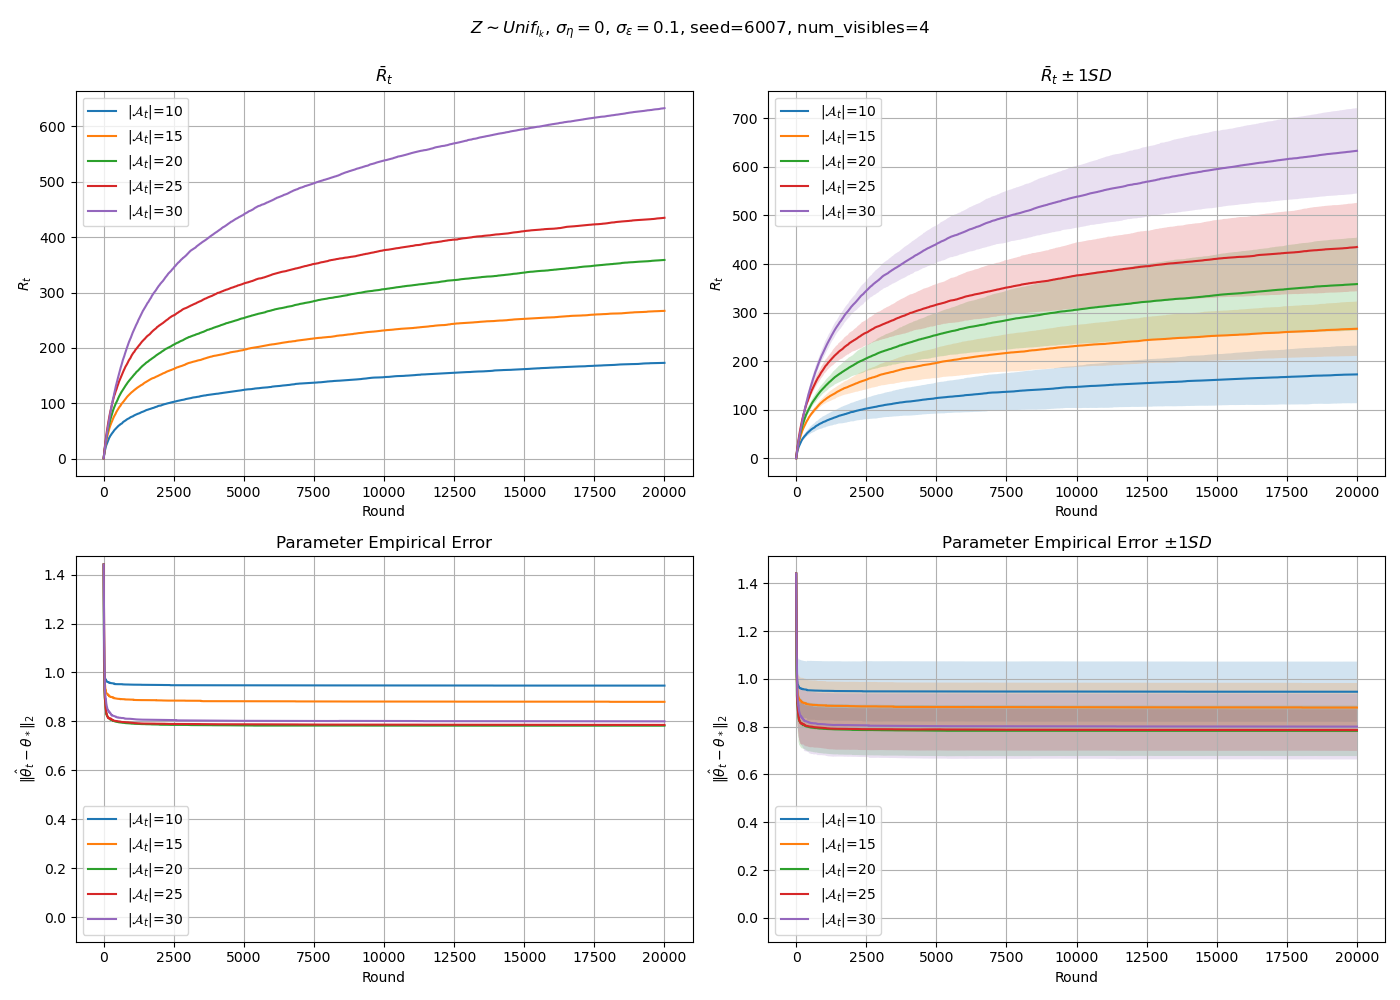 Z ∼ Unif_{I_k}, σ_η = 0, σ_ε = 0.1, seed=6007, num_visibles=4
R̄_t
R_t
600
500
400
300
200
100
0
|𝒜_t|=10
|𝒜_t|=15
|𝒜_t|=20
|𝒜_t|=25
|𝒜_t|=30
0 2500 5000 7500 10000 12500 15000 17500 20000
Round
R̄_t ± 1SD
R_t
700
600
500
400
300
200
100
0
|𝒜_t|=10
|𝒜_t|=15
|𝒜_t|=20
|𝒜_t|=25
|𝒜_t|=30
0 2500 5000 7500 10000 12500 15000 17500 20000
Round
Parameter Empirical Error
‖θ̂_t − θ_*‖_2
1.4
1.2
1.0
0.8
0.6
0.4
0.2
0.0
|𝒜_t|=10
|𝒜_t|=15
|𝒜_t|=20
|𝒜_t|=25
|𝒜_t|=30
0 2500 5000 7500 10000 12500 15000 17500 20000
Round
Parameter Empirical Error ±1SD
‖θ̂_t − θ_*‖_2
1.4
1.2
1.0
0.8
0.6
0.4
0.2
0.0
|𝒜_t|=10
|𝒜_t|=15
|𝒜_t|=20
|𝒜_t|=25
|𝒜_t|=30
0 2500 5000 7500 10000 12500 15000 17500 20000
Round